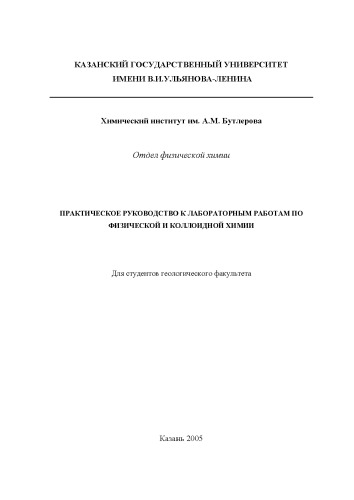 КАЗАНСКИЙ ГОСУДАРСТВЕННЫЙ УНИВЕРСИТЕТ
ИМЕНИ В.И.УЛЬЯНОВА-ЛЕНИНА
Химический институт им. А.М. Бутлерова
Отдел физической химии
ПРАКТИЧЕСКОЕ РУКОВОДСТВО К ЛАБОРАТОРНЫМ РАБОТАМ ПО
ФИЗИЧЕСКОЙ И КОЛЛОИДНОЙ ХИМИИ
Для студентов геологического факультета
Казань 2005